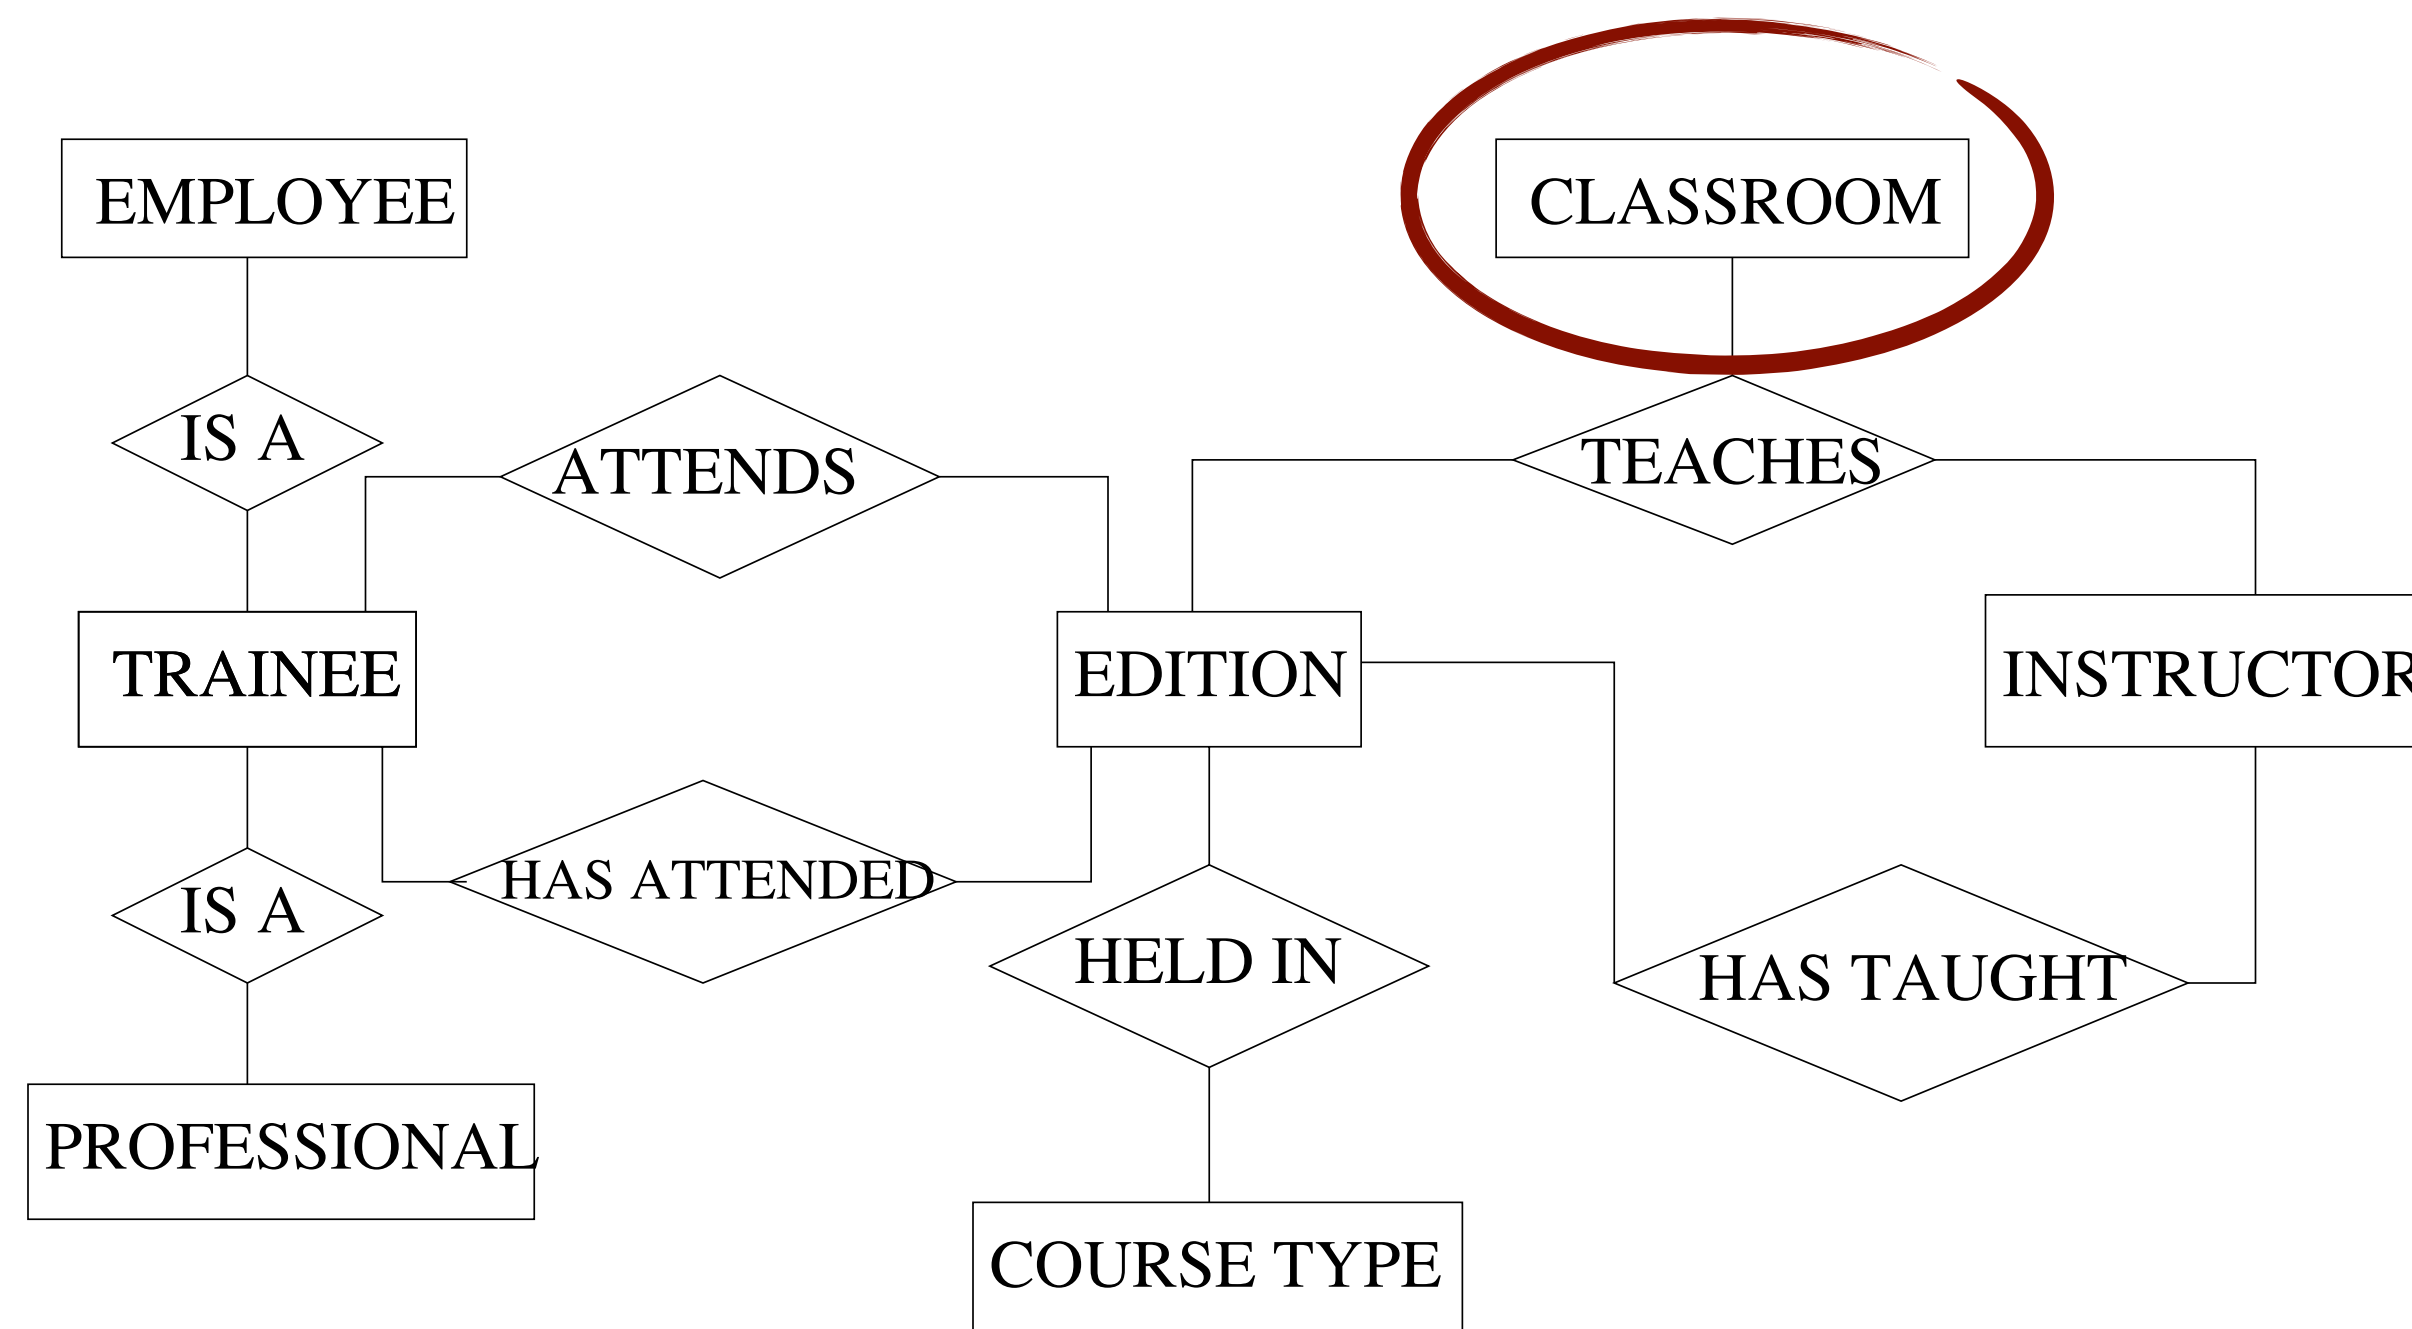 EMPLOYEE
CLASSROOM
IS A
ATTENDS
TEACHES
TRAINEE
EDITION
INSTRUCTOR
HAS ATTENDED
IS A
HELD IN
HAS TAUGHT
PROFESSIONAL
COURSE TYPE